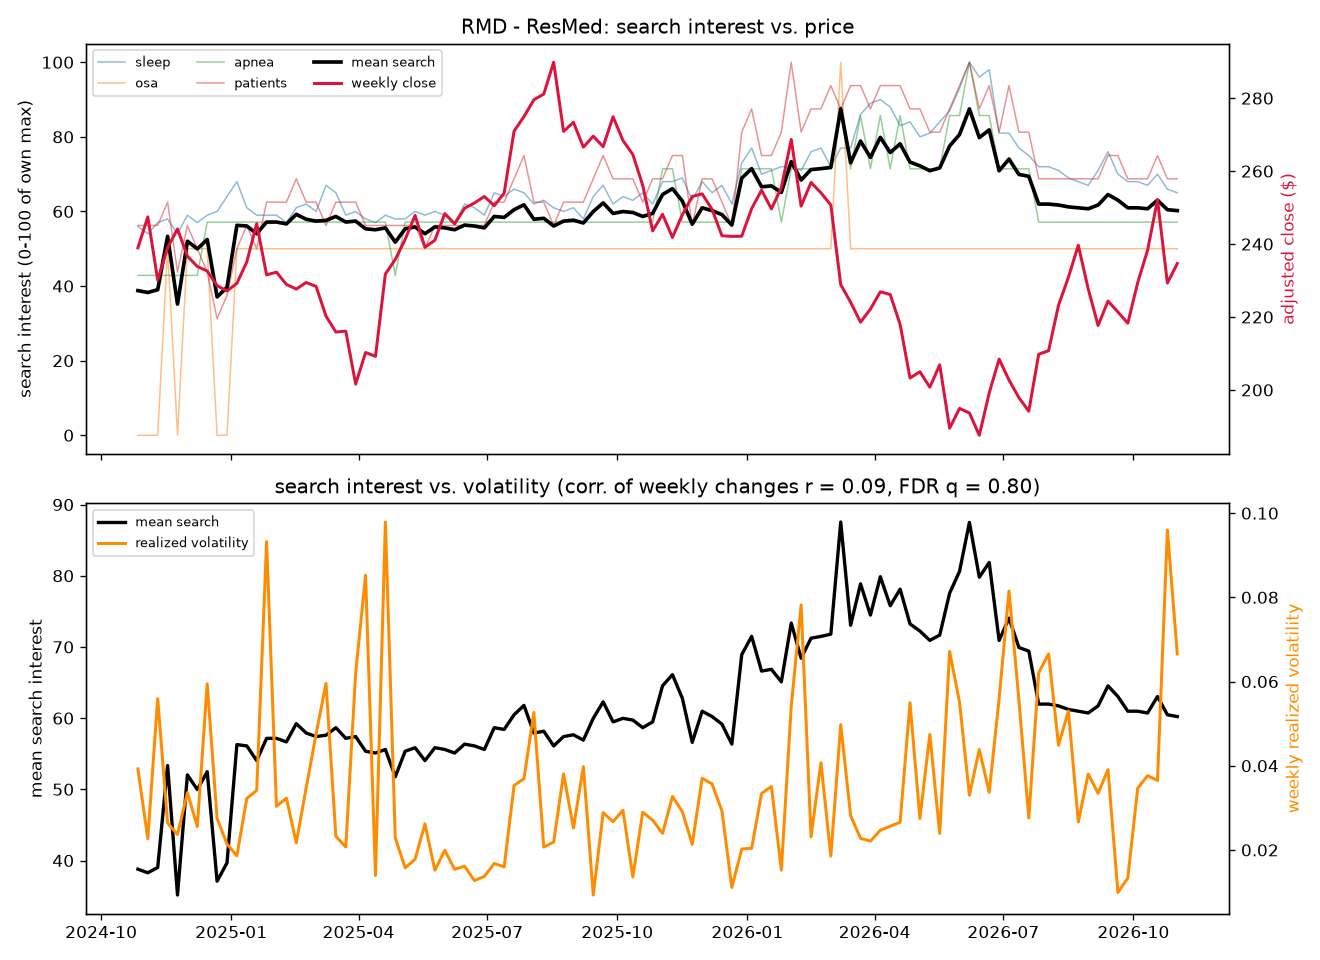 RMD - ResMed: search interest vs. price
sleep
osa
apnea
patients
mean search
weekly close
search interest (0-100 of own max)
100
80
60
40
20
0
adjusted close ($)
280
260
240
220
200
search interest vs. volatility (corr. of weekly changes r = 0.09, FDR q = 0.80)
mean search
realized volatility
mean search interest
90
80
70
60
50
40
weekly realized volatility
0.10
0.08
0.06
0.04
0.02
2024-10
2025-01
2025-04
2025-07
2025-10
2026-01
2026-04
2026-07
2026-10